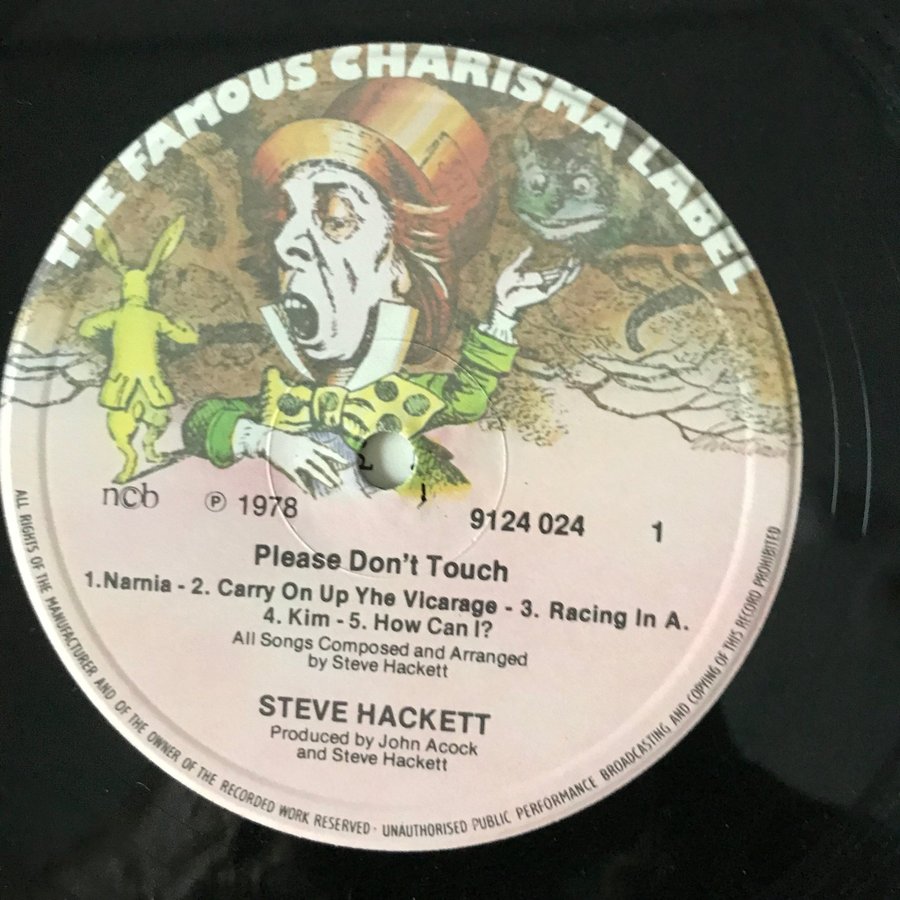 THE FAMOUS CHARISMA LABEL
n©b ℗ 1978 9124 024 1
Please Don't Touch
1.Narnia - 2. Carry On Up Yhe Vicarage - 3. Racing In A.
4. Kim - 5. How Can I?
All Songs Composed and Arranged
by Steve Hackett
STEVE HACKETT
Produced by John Acock
and Steve Hackett
ALL RIGHTS OF THE MANUFACTURER AND OF THE OWNER OF THE RECORDED WORK RESERVED · UNAUTHORISED PUBLIC PERFORMANCE BROADCASTING AND COPYING OF THIS RECORD PROHIBITED